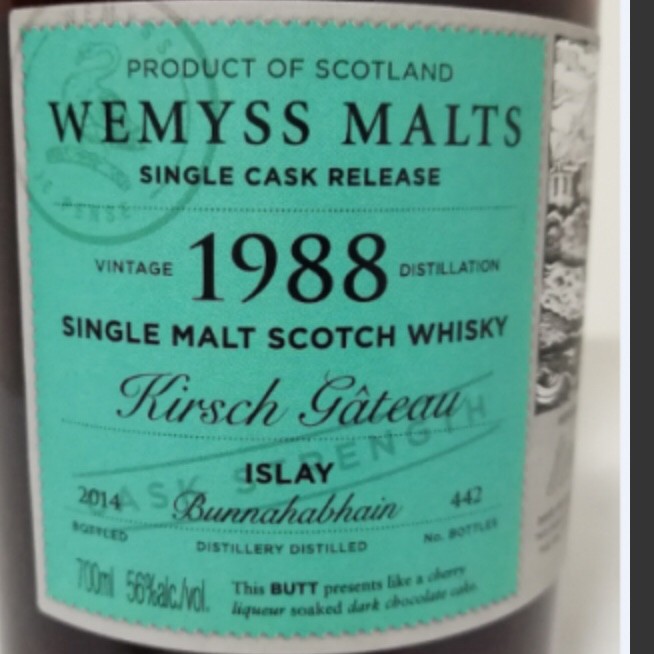 PRODUCT OF SCOTLAND
WEMYSS MALTS
SINGLE CASK RELEASE
VINTAGE 1988 DISTILLATION
SINGLE MALT SCOTCH WHISKY
Kirsch Gâteau
CASK STRENGTH
ISLAY
2014 Bunnahabhain 442
BOTTLED DISTILLERY DISTILLED No. BOTTLES
700ml 56%alc./vol.
This BUTT presents like a cherry
liqueur soaked dark chocolate cake.
JE PENSE